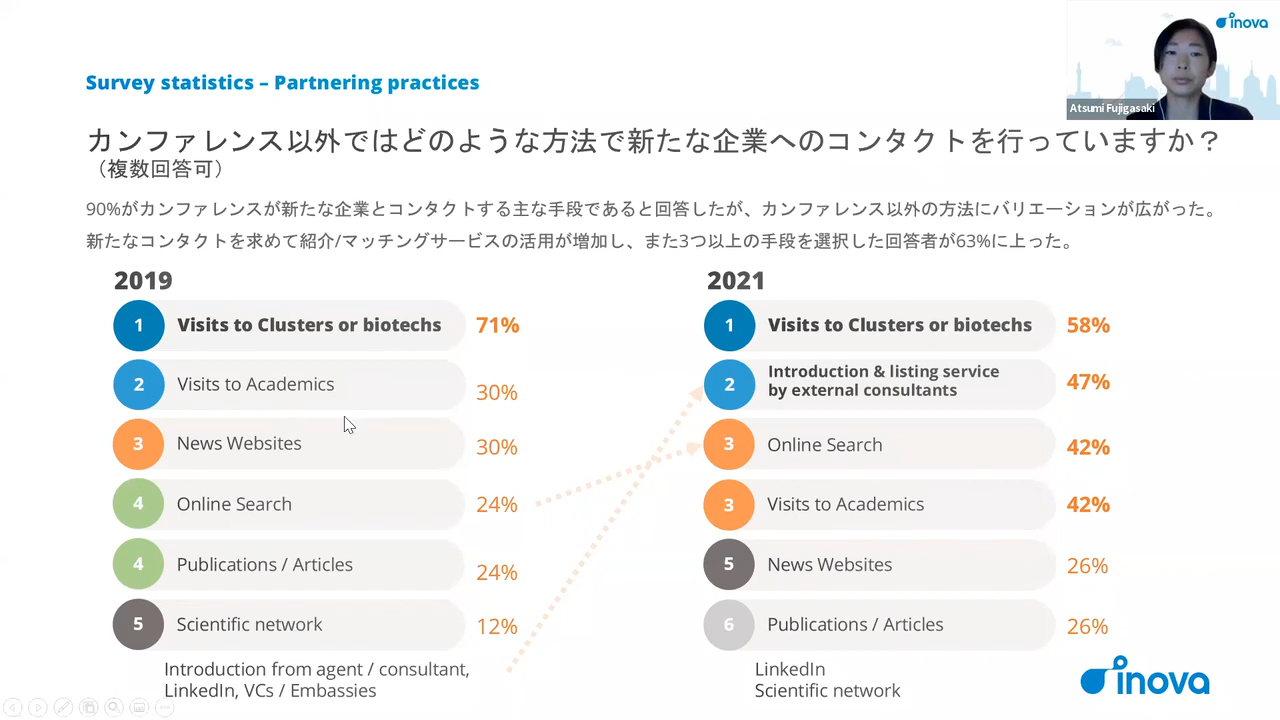 inova
Atsumi Fujigasaki
Survey statistics – Partnering practices
カンファレンス以外ではどのような方法で新たな企業へのコンタクトを行っていますか？
（複数回答可）
90%がカンファレンスが新たな企業とコンタクトする主な手段であると回答したが、カンファレンス以外の方法にバリエーションが広がった。
新たなコンタクトを求めて紹介/マッチングサービスの活用が増加し、また3つ以上の手段を選択した回答者が63%に上った。
2019
1 Visits to Clusters or biotechs 71%
2 Visits to Academics 30%
3 News Websites 30%
4 Online Search 24%
4 Publications / Articles 24%
5 Scientific network 12%
Introduction from agent / consultant,
LinkedIn, VCs / Embassies
2021
1 Visits to Clusters or biotechs 58%
2 Introduction & listing service
by external consultants 47%
3 Online Search 42%
3 Visits to Academics 42%
5 News Websites 26%
6 Publications / Articles 26%
LinkedIn
Scientific network
inova